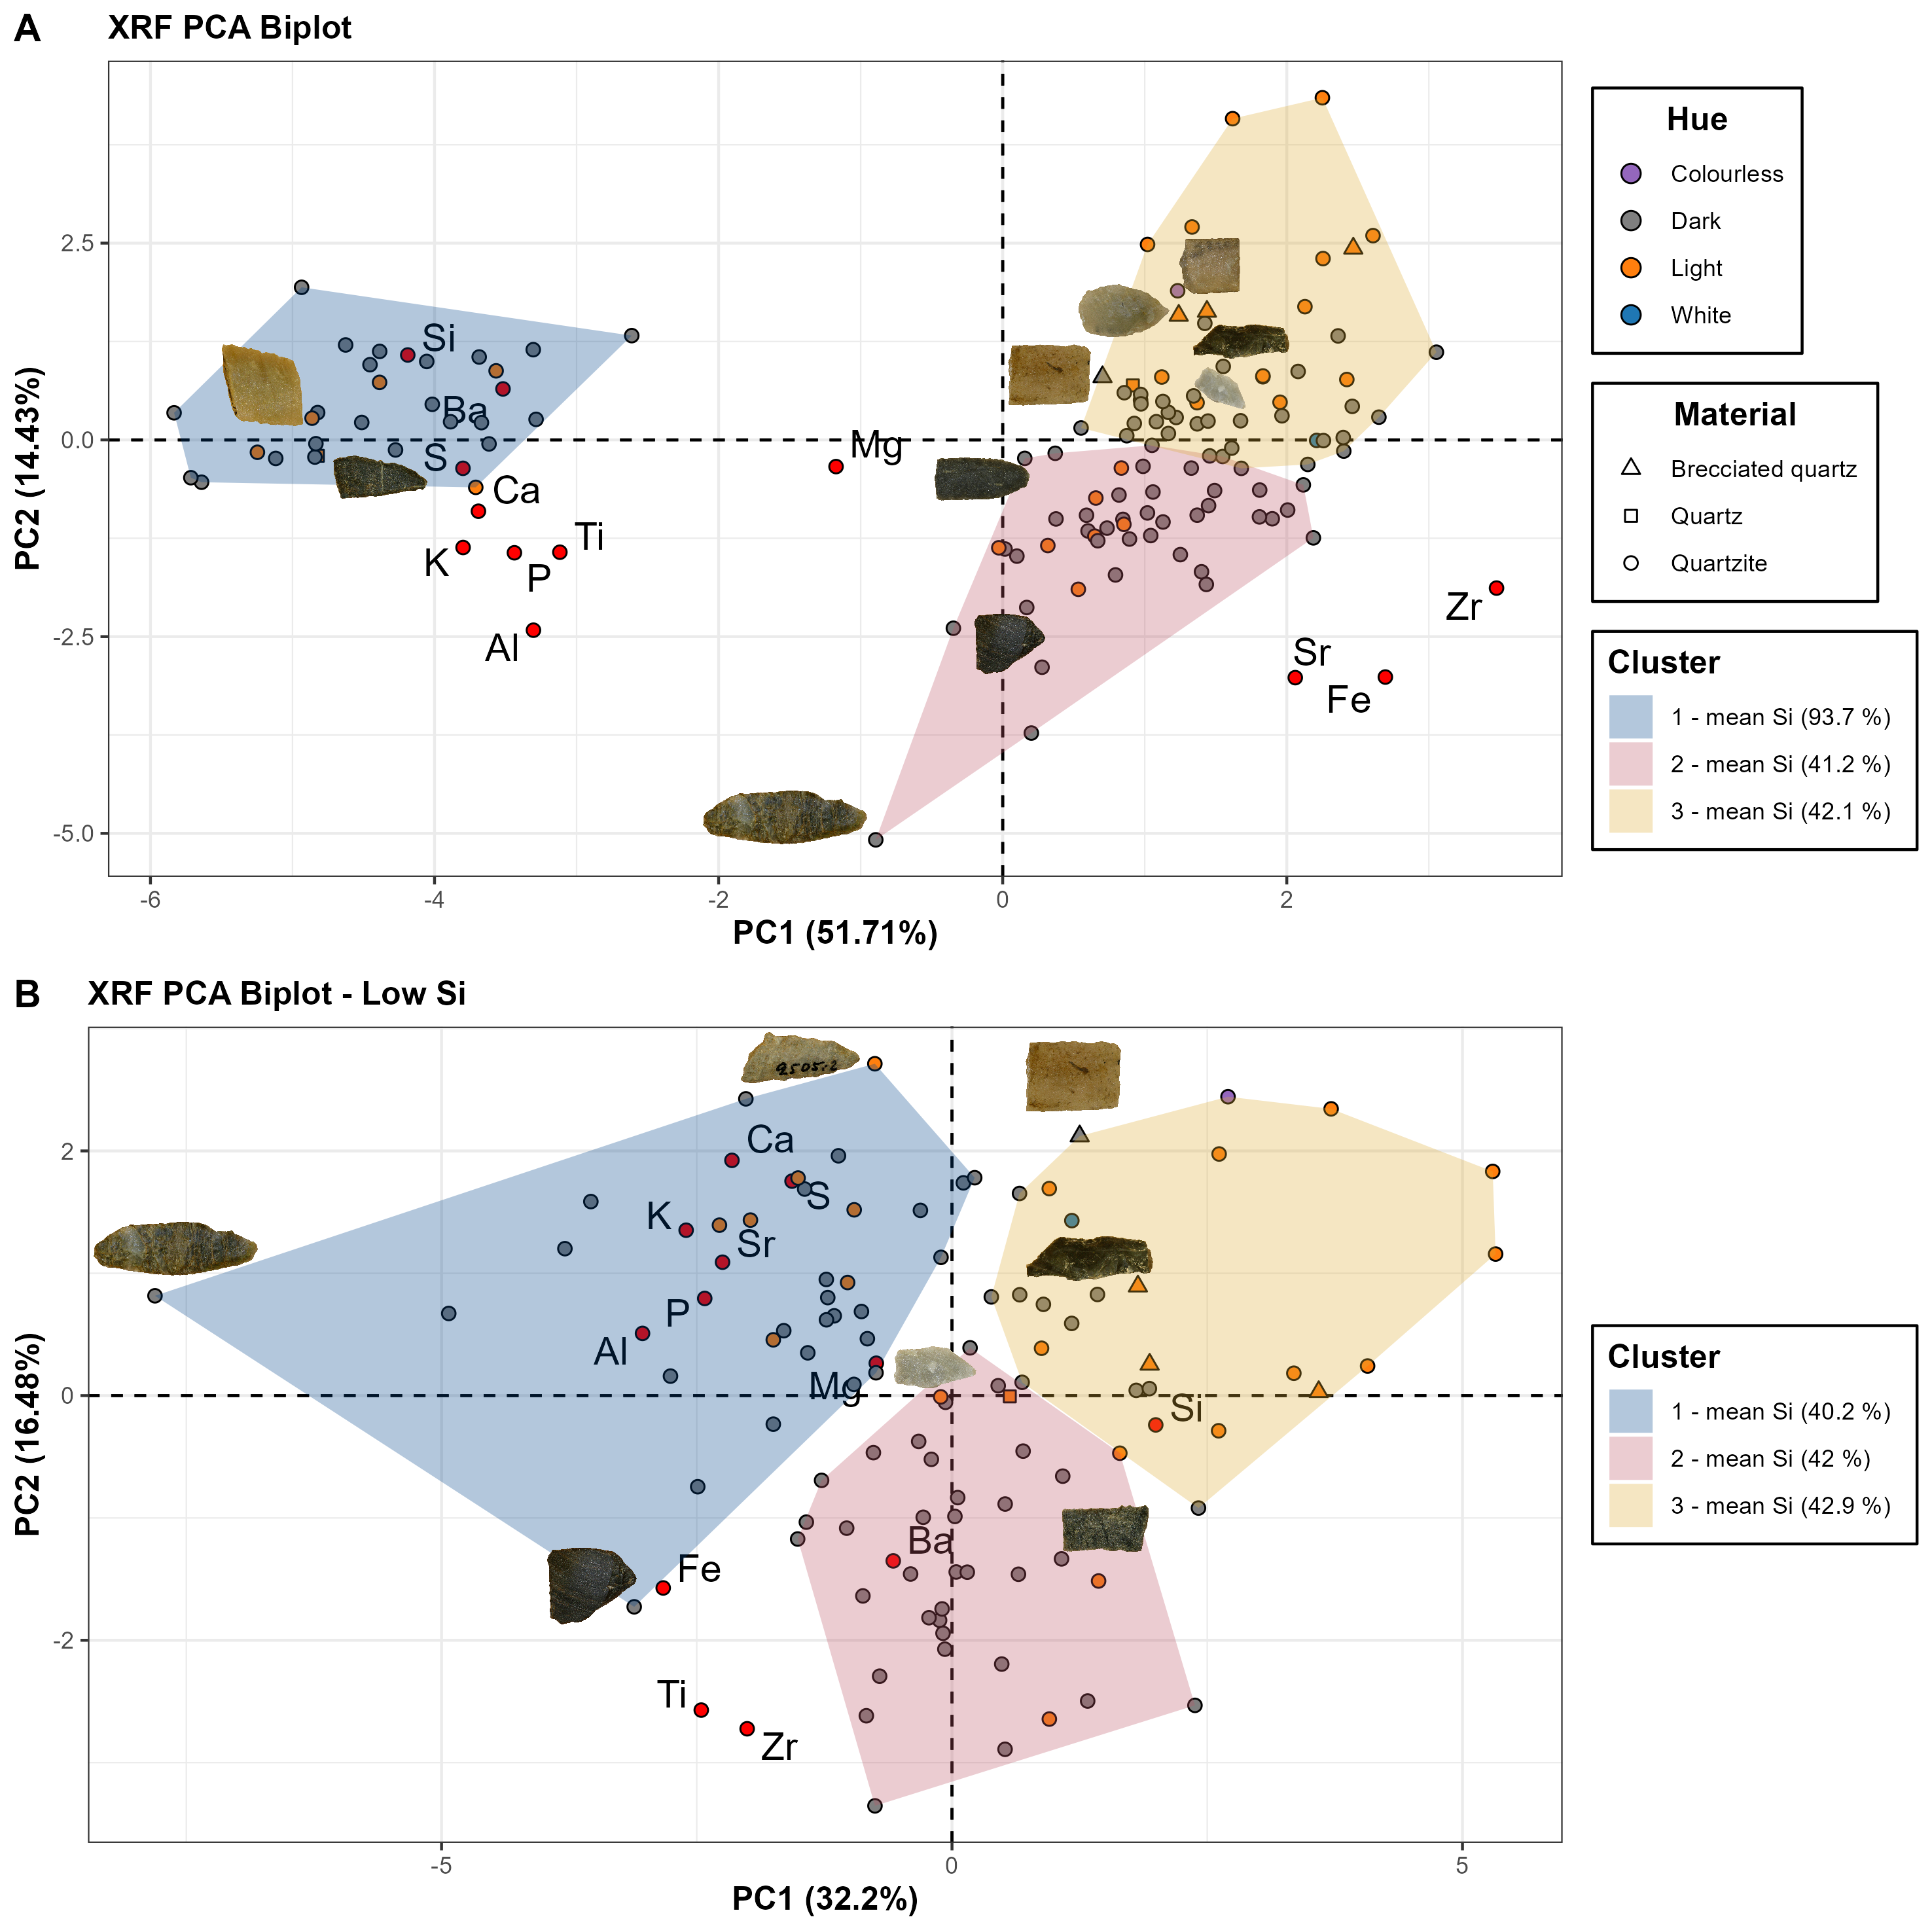 A
XRF PCA Biplot
Si
Ba
S
Ca
K
P
Ti
Al
Mg
Zr
Sr
Fe
2.5
0.0
-2.5
-5.0
PC2 (14.43%)
-6
-4
-2
0
2
PC1 (51.71%)
Hue
Colourless
Dark
Light
White
Material
Brecciated quartz
Quartz
Quartzite
Cluster
1 - mean Si (93.7 %)
2 - mean Si (41.2 %)
3 - mean Si (42.1 %)
B
XRF PCA Biplot - Low Si
9505.2
Ca
S
K
Sr
P
Al
Mg
Si
Ba
Fe
Ti
Zr
2
0
-2
PC2 (16.48%)
-5
0
5
PC1 (32.2%)
Cluster
1 - mean Si (40.2 %)
2 - mean Si (42 %)
3 - mean Si (42.9 %)